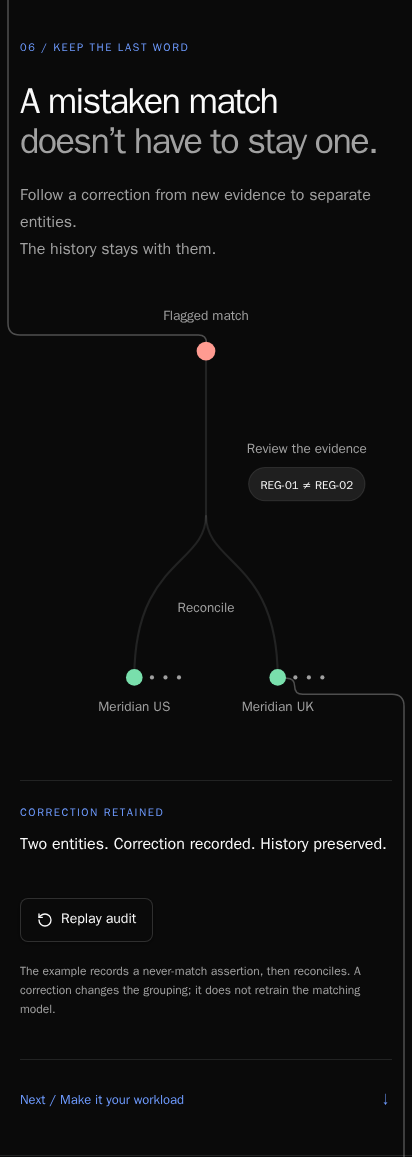 06 / KEEP THE LAST WORD
A mistaken match
doesn’t have to stay one.
Follow a correction from new evidence to separate
entities.
The history stays with them.
Flagged match
Review the evidence
REG-01 ≠ REG-02
Reconcile
Meridian US
Meridian UK
CORRECTION RETAINED
Two entities. Correction recorded. History preserved.
Replay audit
The example records a never-match assertion, then reconciles. A
correction changes the grouping; it does not retrain the matching
model.
Next / Make it your workload ↓